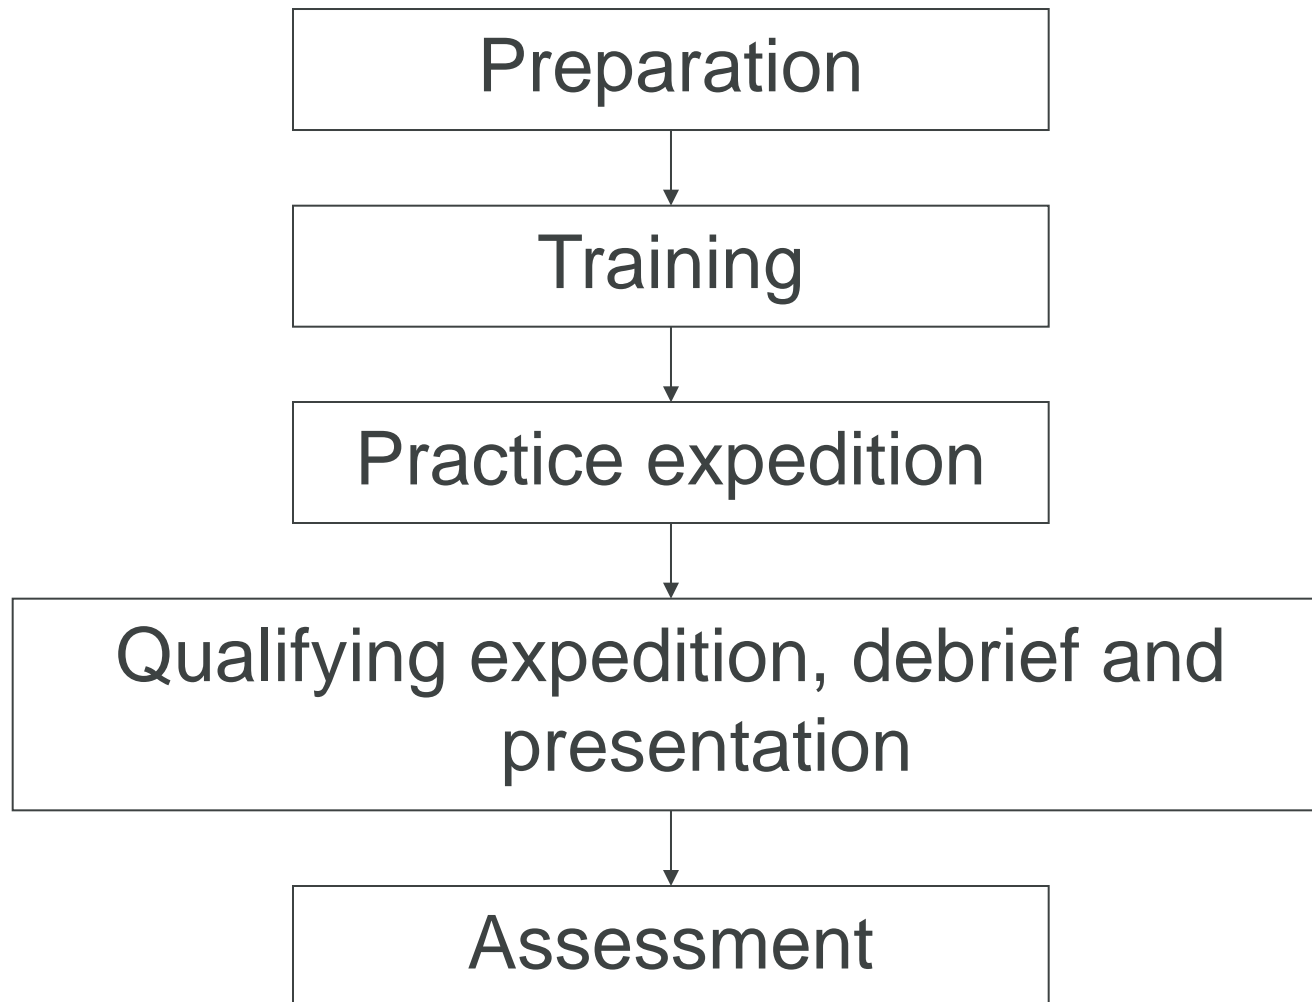 Preparation
Training
Practice expedition
Qualifying expedition, debrief and
presentation
Assessment